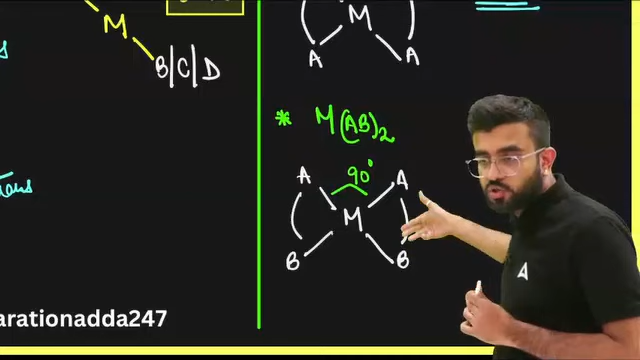 M
B|C|D
M
A A
* M(AB)₂
90°
A A
M
B B
arationadda247